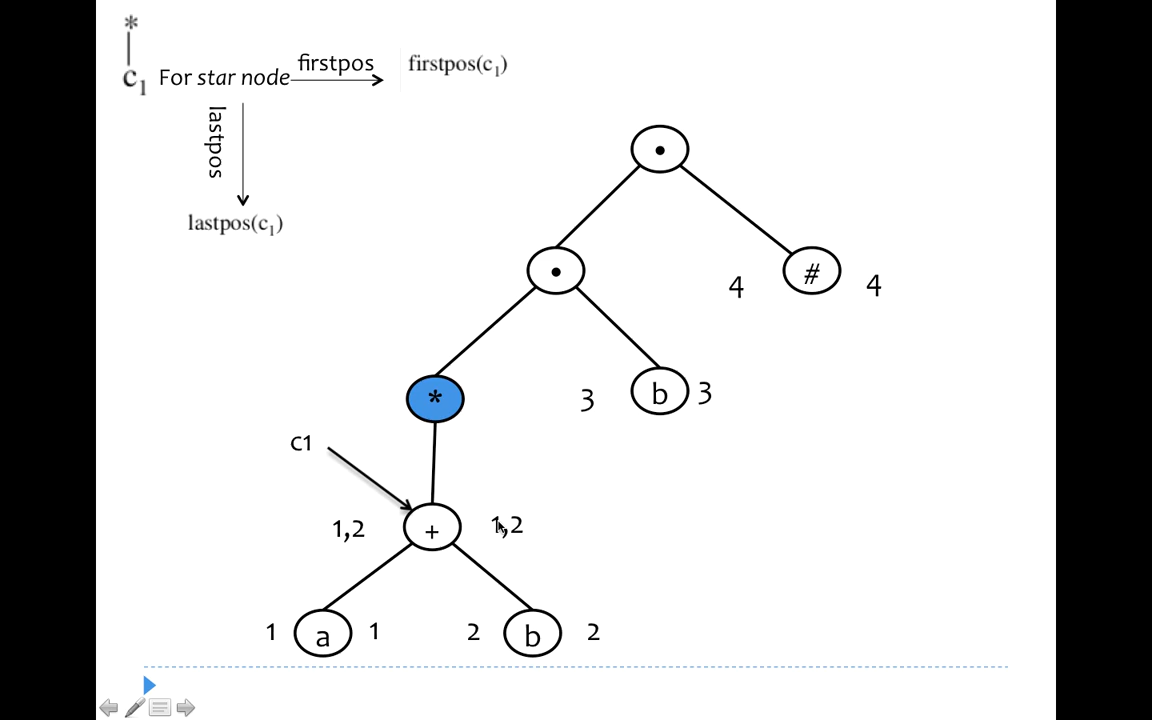 *
c₁ For star node firstpos firstpos(c₁)
lastpos
lastpos(c₁)
•
•
4 # 4
*
3 b 3
C1
1,2 + 1,2
1 a 1 2 b 2